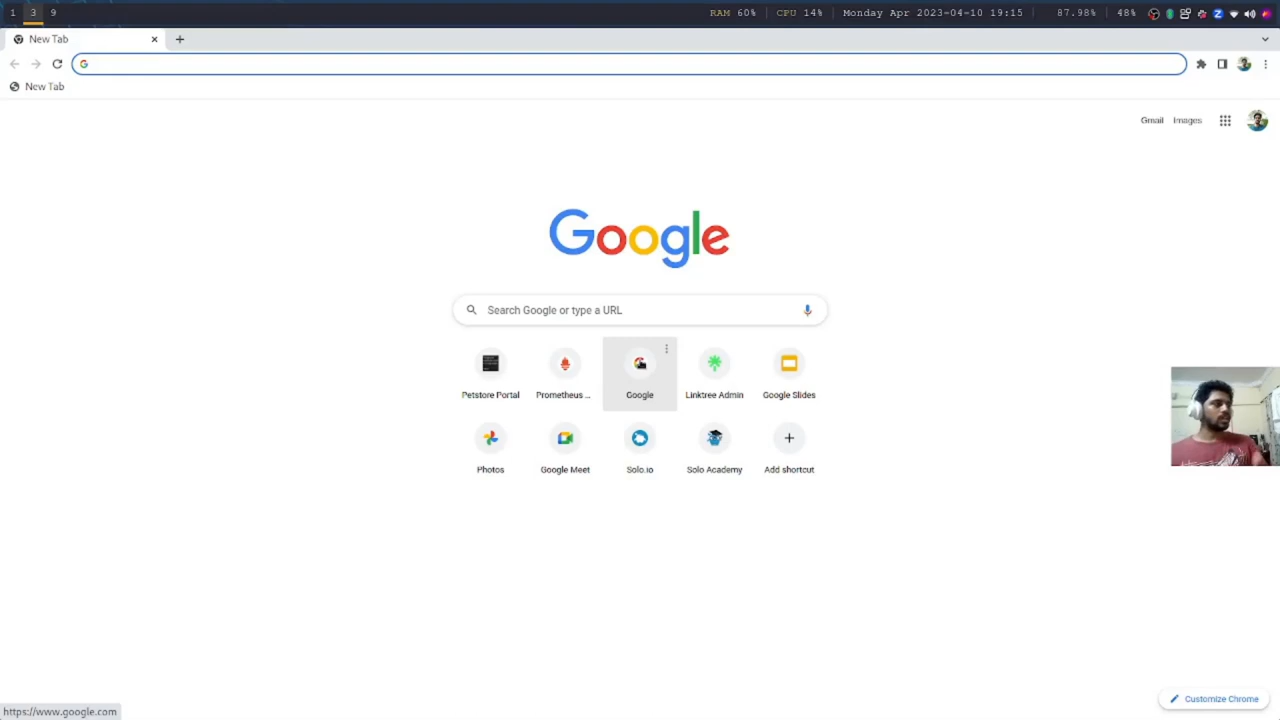 1 3 9 RAM 60% | CPU 14% | Monday Apr 2023-04-10 19:15 | 87.98% | 48%
New Tab
New Tab
Gmail Images
Google
Search Google or type a URL
Petstore Portal Prometheus ... Google Linktree Admin Google Slides
Photos Google Meet Solo.io Solo Academy Add shortcut
Customize Chrome
https://www.google.com